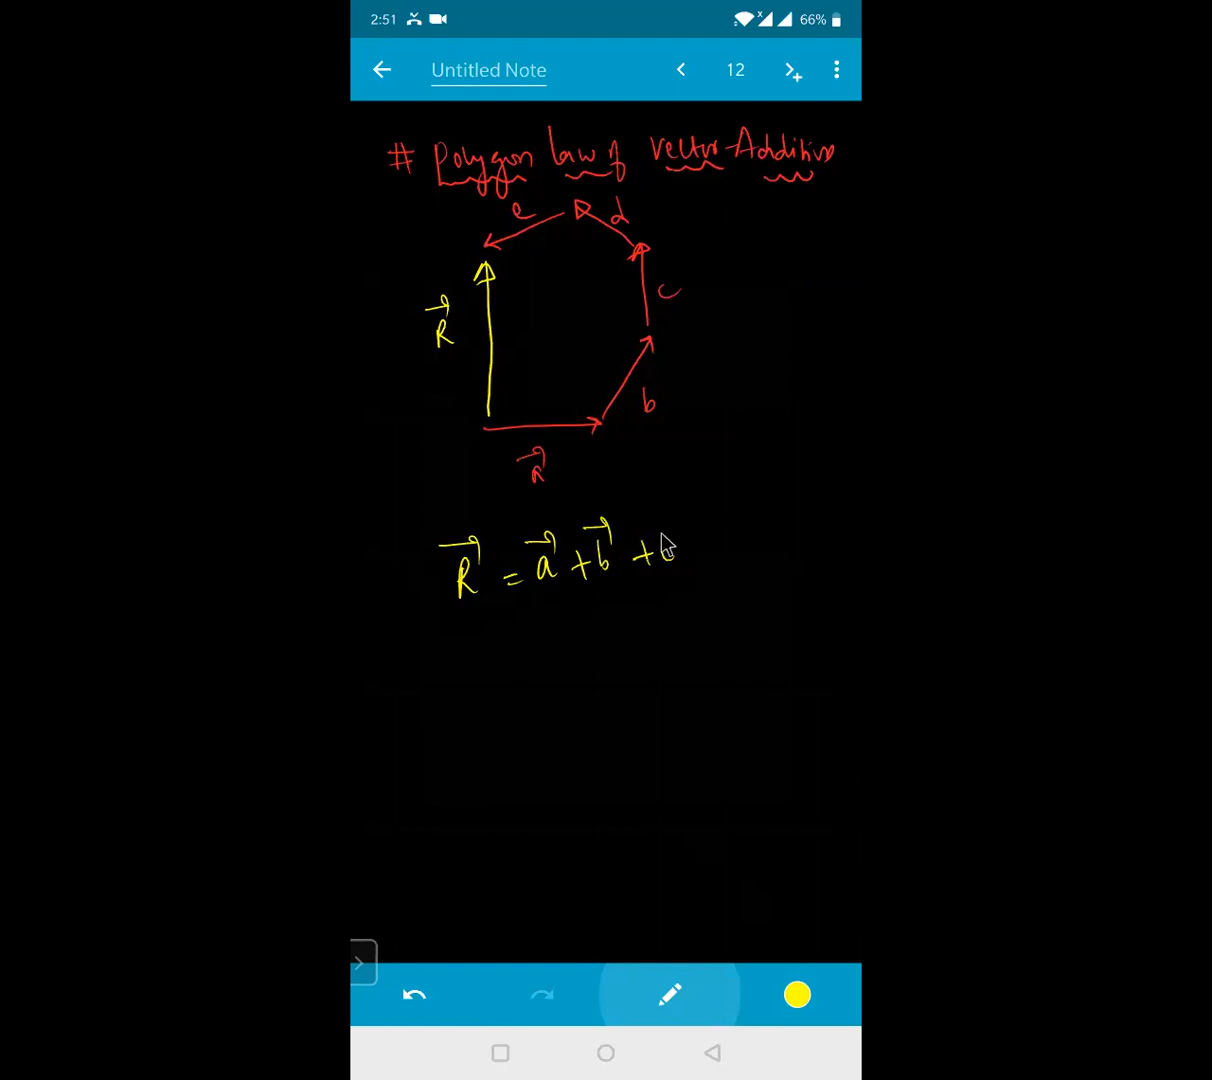 2:51 66%
Untitled Note 12
# Polygon law of vector Addition
e d
R c
b
R
R = a + b + c